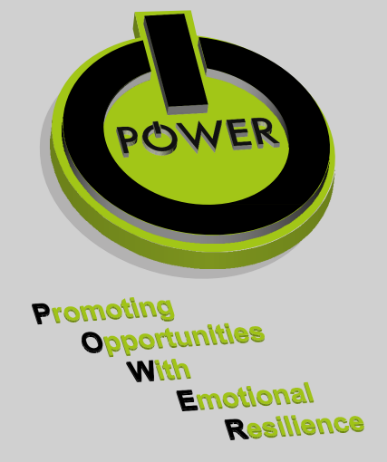 POWER
Promoting
Opportunities
With
Emotional
Resilience